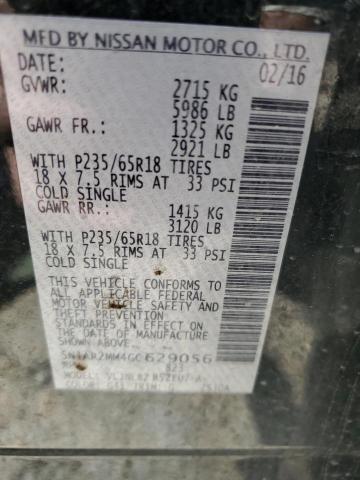 MFD BY NISSAN MOTOR CO., LTD.
DATE: 02/16
GVWR: 2715 KG
5986 LB
GAWR FR.: 1325 KG
2921 LB
WITH P235/65R18 TIRES
18 X 7.5 RIMS AT 33 PSI
COLD SINGLE
GAWR RR.: 1415 KG
3120 LB
WITH P235/65R18 TIRES
18 X 7.5 RIMS AT 33 PSI
COLD SINGLE
THIS VEHICLE CONFORMS TO
ALL APPLICABLE FEDERAL
MOTOR VEHICLE SAFETY
AND THEFT PREVENTION
STANDARDS IN EFFECT ON
THE DATE OF MANUFACTURE
SHOWN ABOVE.
5N1AR2MM4GC629056
823
MODEL:
COLOR: TRIM: G